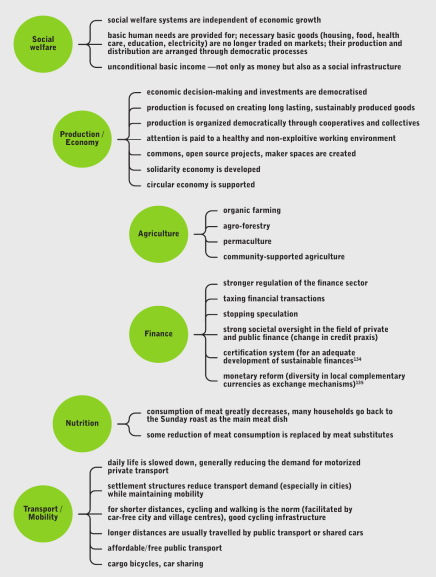 Social
welfare
social welfare systems are independent of economic growth
basic human needs are provided for; necessary basic goods (housing, food, health
care, education, electricity) are no longer traded on markets; their production and
distribution are arranged through democratic processes
unconditional basic income —not only as money but also as a social infrastructure
Production /
Economy
economic decision-making and investments are democratised
production is focused on creating long lasting, sustainably produced goods
production is organized democratically through cooperatives and collectives
attention is paid to a healthy and non-exploitive working environment
commons, open source projects, maker spaces are created
solidarity economy is developed
circular economy is supported
Agriculture
organic farming
agro-forestry
permaculture
community-supported agriculture
Finance
stronger regulation of the finance sector
taxing financial transactions
stopping speculation
strong societal oversight in the field of private
and public finance (change in credit praxis)
certification system (for an adequate
development of sustainable finances¹³⁴
monetary reform (diversity in local complementary
currencies as exchange mechanisms)¹³⁵
Nutrition
consumption of meat greatly decreases, many households go back to
the Sunday roast as the main meat dish
some reduction of meat consumption is replaced by meat substitutes
Transport /
Mobility
daily life is slowed down, generally reducing the demand for motorized
private transport
settlement structures reduce transport demand (especially in cities)
while maintaining mobility
for shorter distances, cycling and walking is the norm (facilitated by
car-free city and village centres), good cycling infrastructure
longer distances are usually travelled by public transport or shared cars
affordable/free public transport
cargo bicycles, car sharing